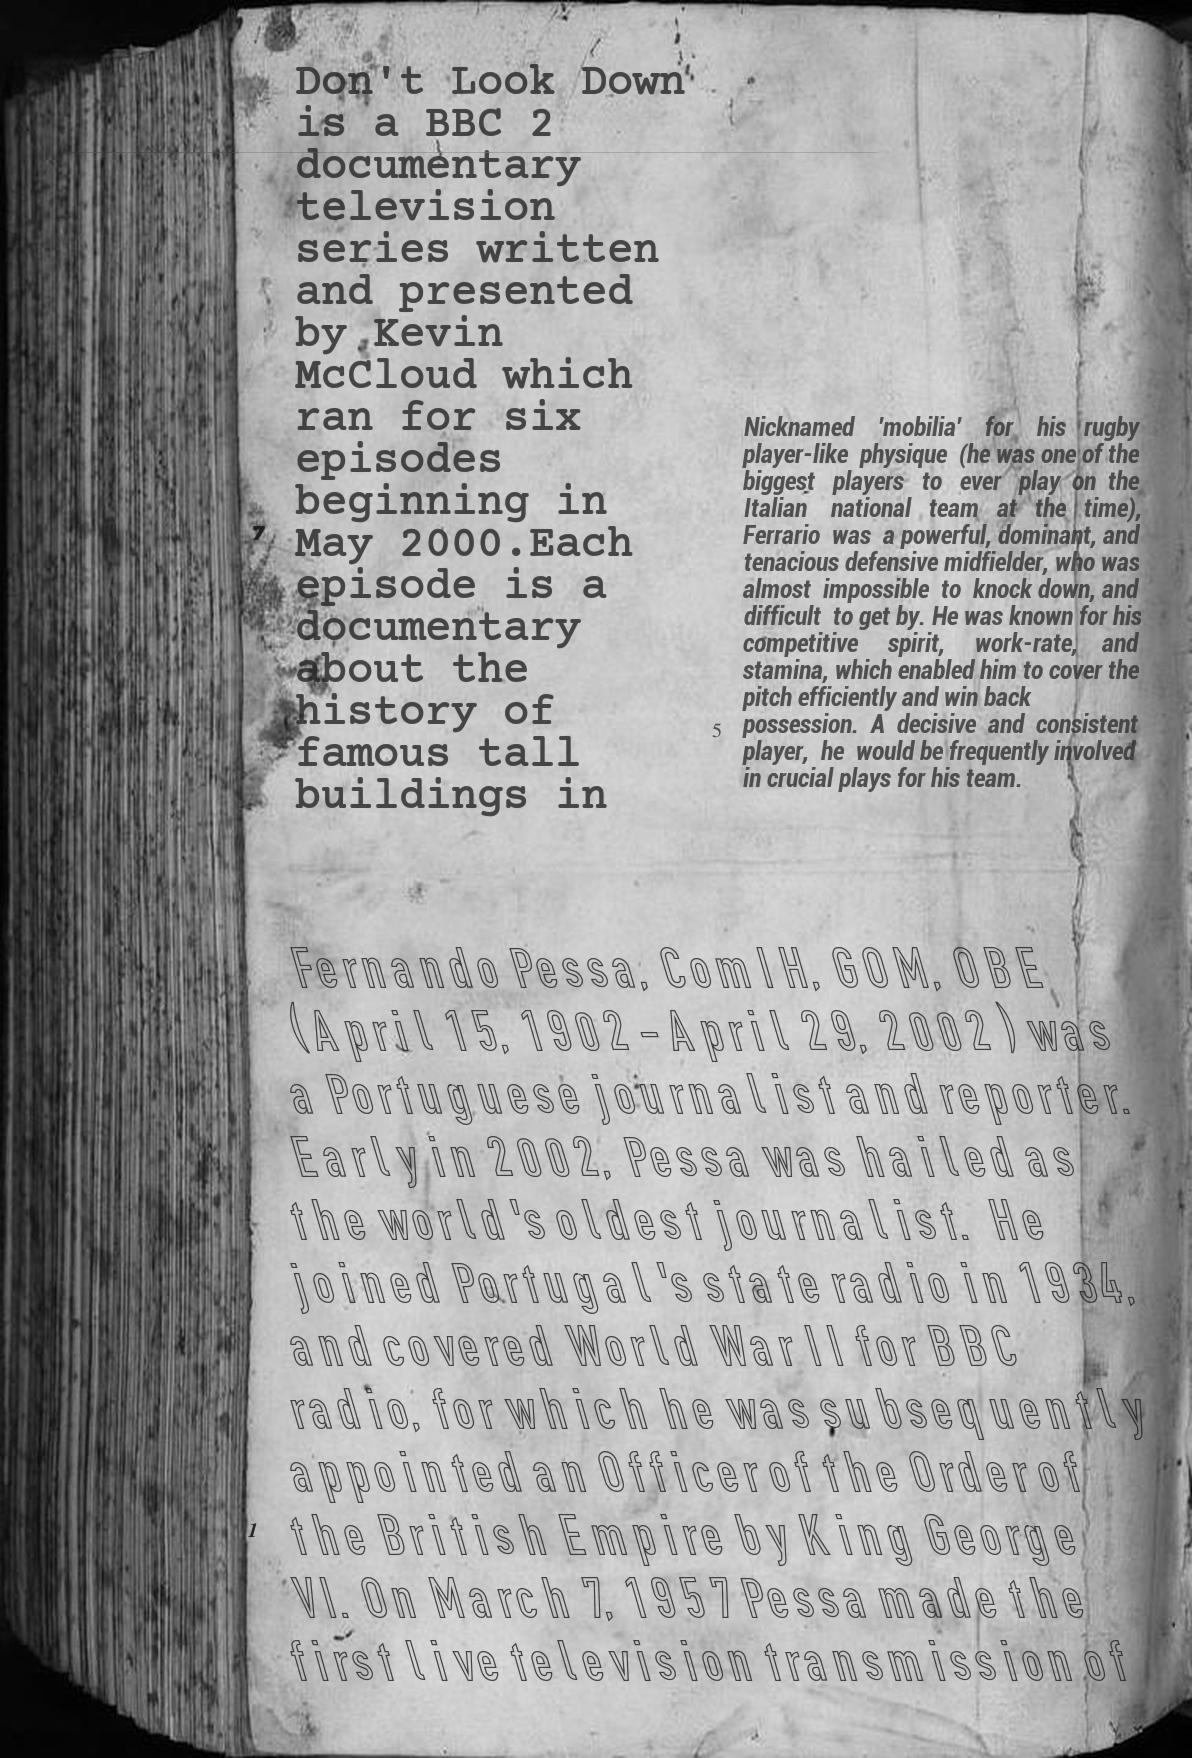 Don't Look Down
is a BBC 2
documentary
television
series written
and presented
by Kevin
McCloud which
ran for six
episodes
beginning in
7
May 2000.Each
episode is a
documentary
about the
history of
famous tall
buildings in
Nicknamed 'mobilia' for his rugby
player-like physique (he was one of the
biggest players to ever play on the
Italian national team at the time),
Ferrario was a powerful, dominant, and
tenacious defensive midfielder, who was
almost impossible to knock down, and
difficult to get by. He was known for his
competitive spirit, work-rate, and
stamina, which enabled him to cover the
pitch efficiently and win back
5
possession. A decisive and consistent
player, he would be frequently involved
in crucial plays for his team.
Fernando Pessa, ComIH, GOM, OBE
(April 15, 1902 – April 29, 2002) was
a Portuguese journalist and reporter.
Early in 2002, Pessa was hailed as
the world's oldest journalist. He
joined Portugal's state radio in 1934,
and covered World War II for BBC
radio, for which he was subsequently
appointed an Officer of the Order of
1
the British Empire by King George
VI. On March 7, 1957 Pessa made the
first live television transmission of